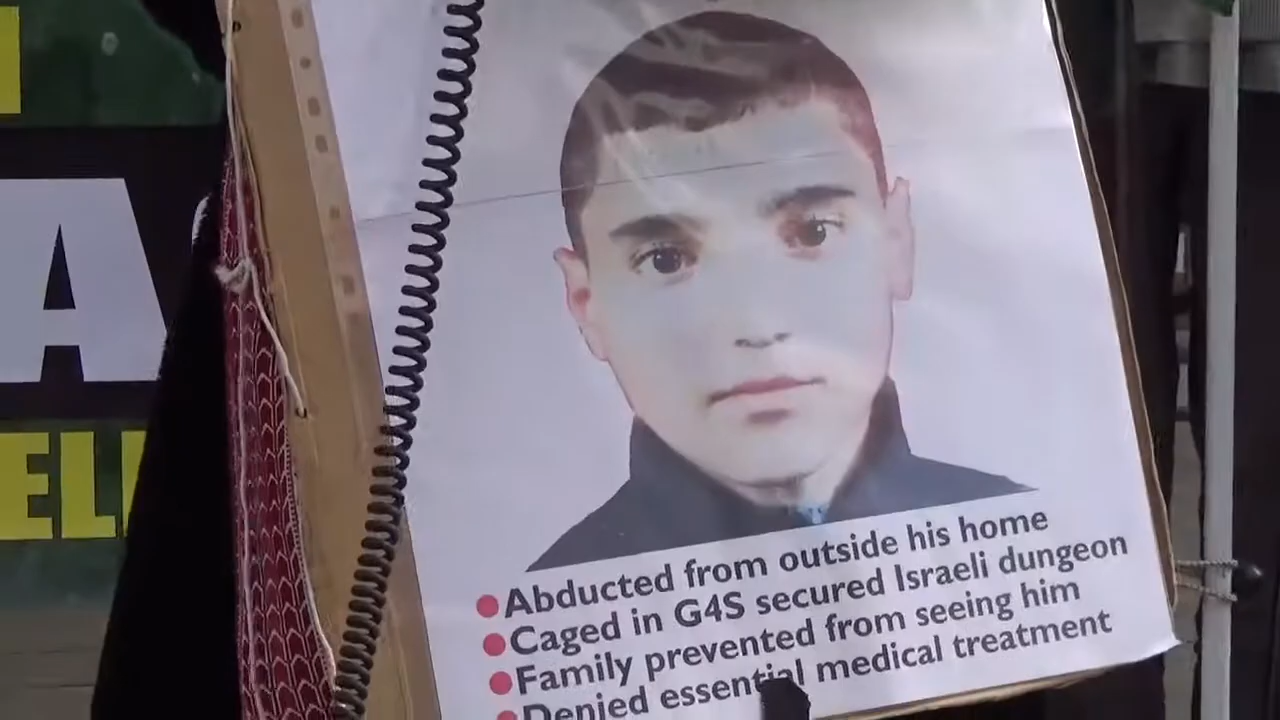 A
EL
Abducted from outside his home
Caged in G4S secured Israeli dungeon
Family prevented from seeing him
Denied essential medical treatment